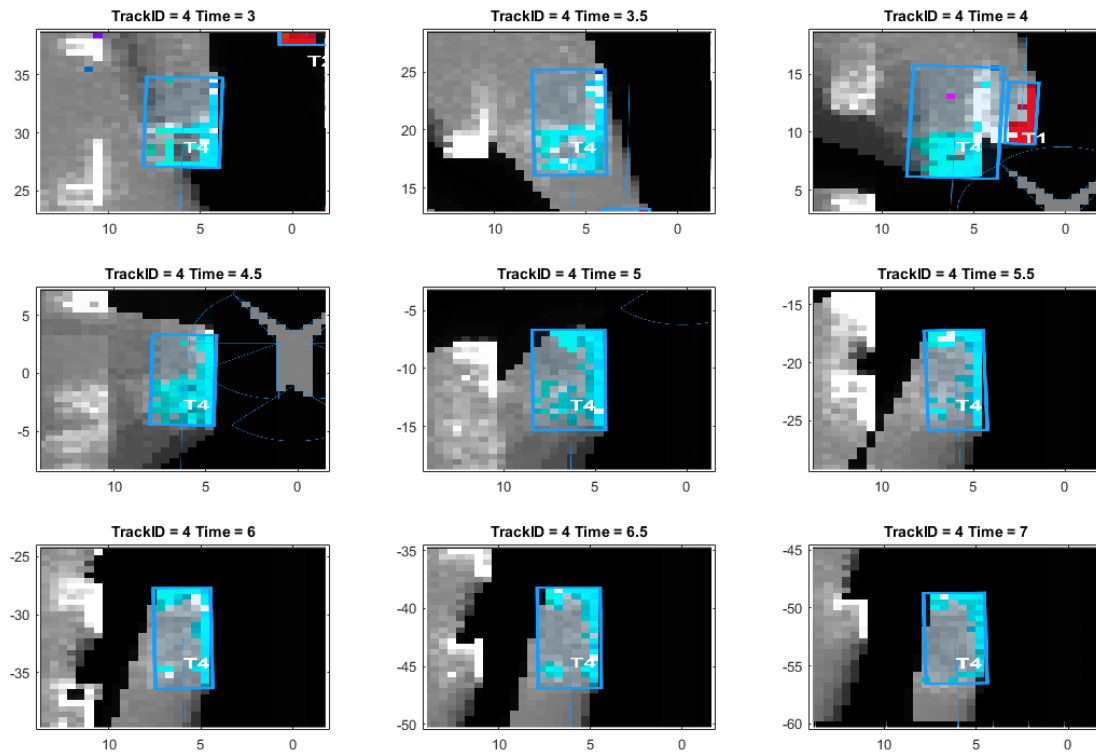 TrackID = 4 Time = 3
35
30
25
T2
T4
10 5 0
TrackID = 4 Time = 3.5
25
20
15
T4
10 5 0
TrackID = 4 Time = 4
15
10
5
T4
T1
10 5 0
TrackID = 4 Time = 4.5
5
0
-5
T4
10 5 0
TrackID = 4 Time = 5
-5
-10
-15
T4
10 5 0
TrackID = 4 Time = 5.5
-15
-20
-25
T4
10 5 0
TrackID = 4 Time = 6
-25
-30
-35
T4
10 5 0
TrackID = 4 Time = 6.5
-35
-40
-45
-50
T4
10 5 0
TrackID = 4 Time = 7
-45
-50
-55
-60
T4
10 5 0